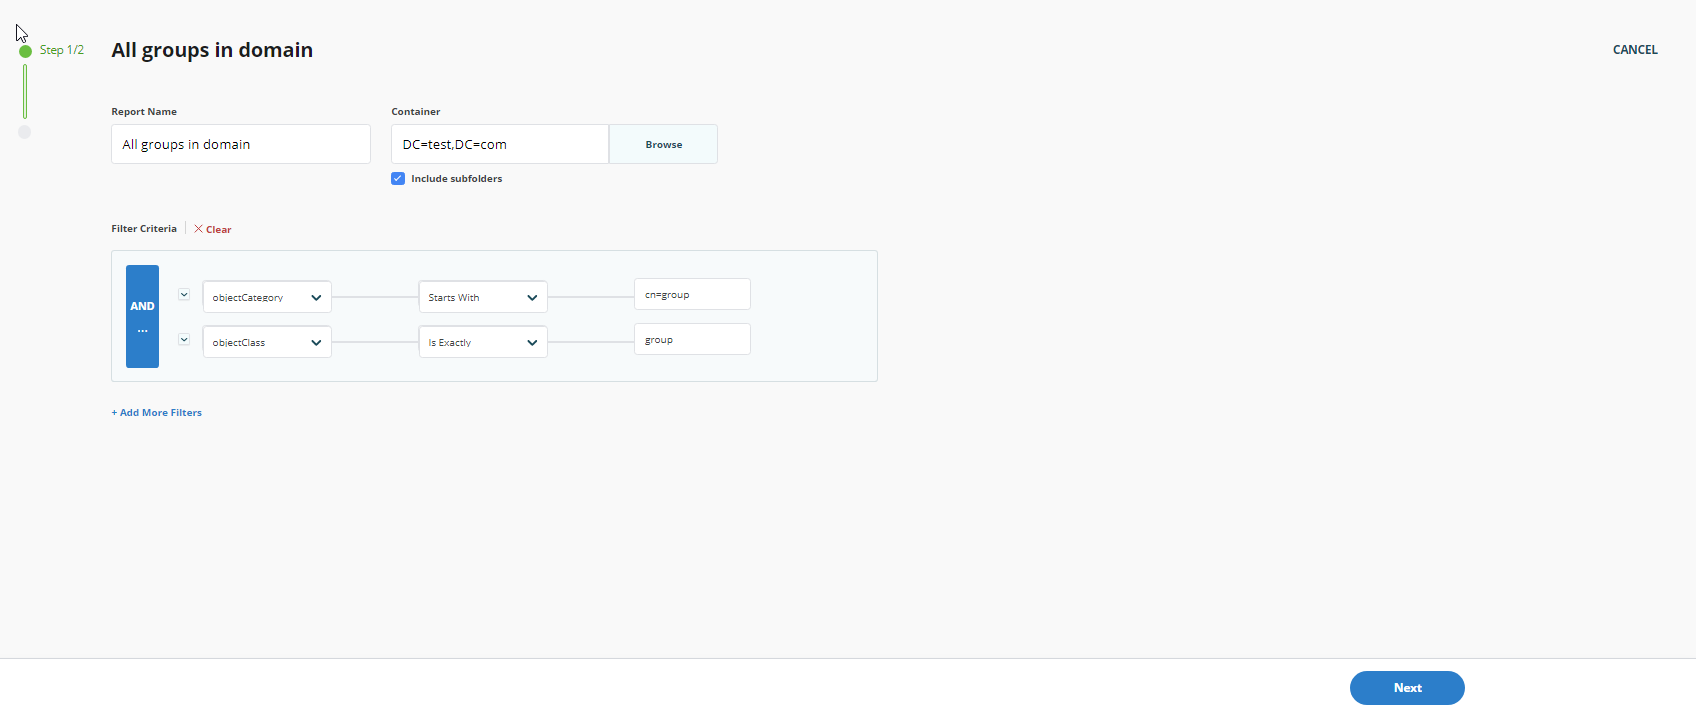 Step 1/2
All groups in domain
CANCEL
Report Name
Container
All groups in domain
DC=test,DC=com
Browse
Include subfolders
Filter Criteria
Clear
AND
...
objectCategory
Starts With
cn=group
objectClass
Is Exactly
group
+ Add More Filters
Next